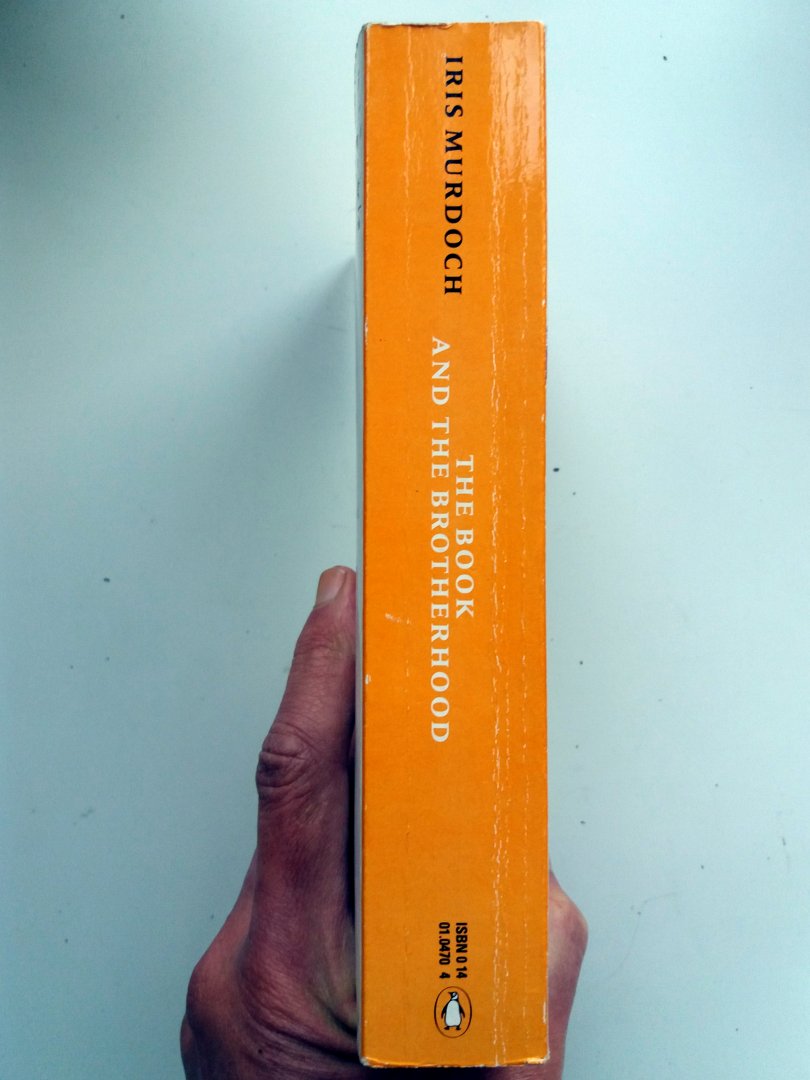 IRIS MURDOCH
THE BOOK
AND THE BROTHERHOOD
ISBN 0 14
01.0470 4